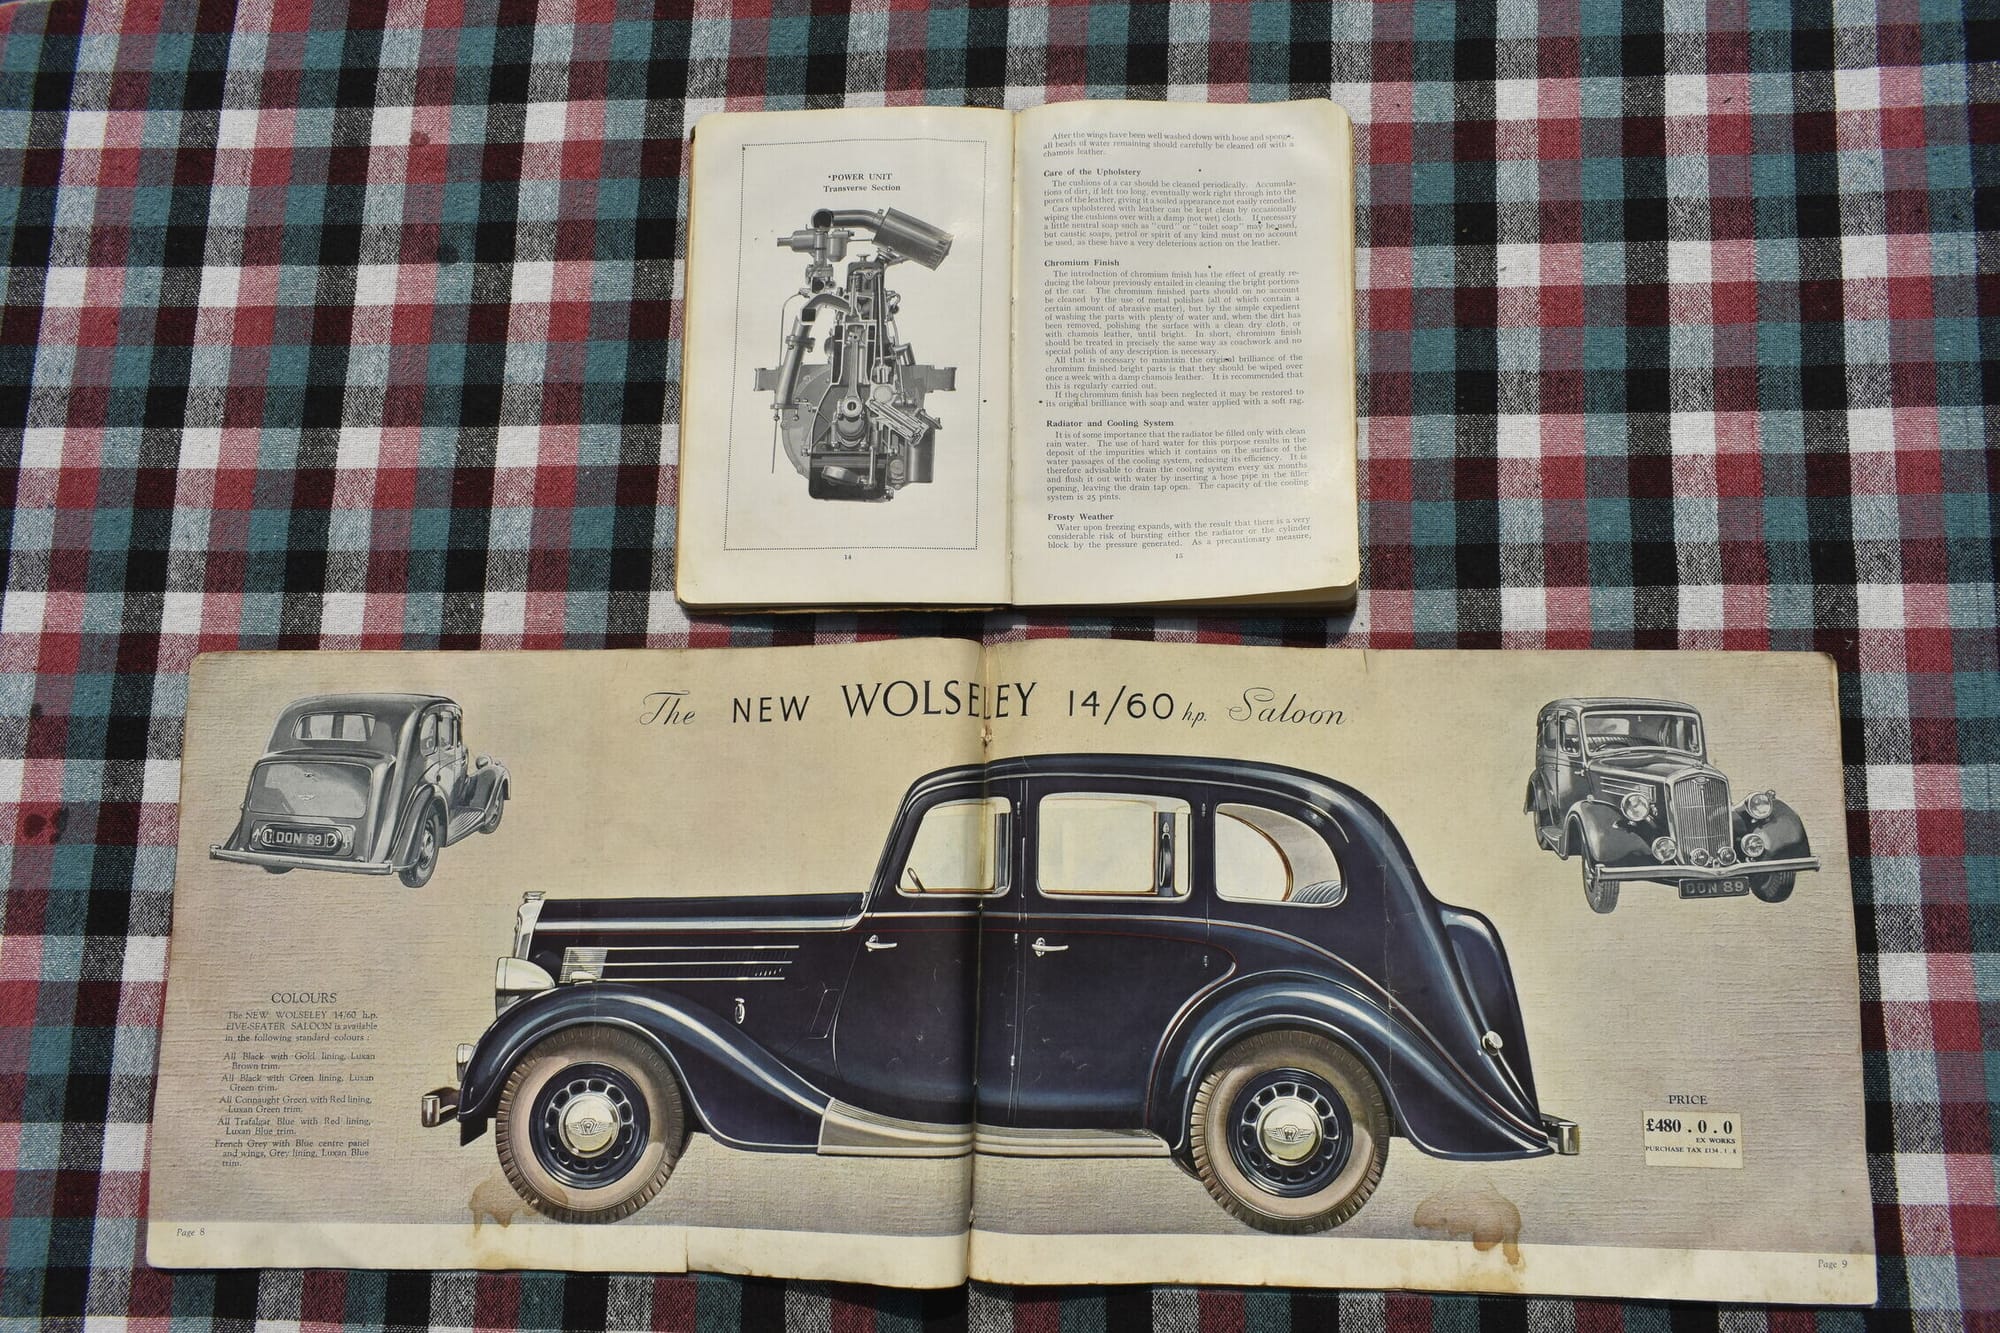 *POWER UNIT
Transverse Section
14
After the wings have been well washed down with hose and sponge,
all beads of water remaining should carefully be cleaned off with a
chamois leather.
Care of the Upholstery
The cushions of a car should be cleaned periodically. Accumula-
tions of dirt, if left too long, eventually work right through into the
pores of the leather, giving it a soiled appearance not easily remedied.
Cars upholstered with leather can be kept clean by occasionally
wiping the cushions over with a damp (not wet) cloth. If necessary
a little neutral soap such as "curd" or "toilet soap" may be used,
but caustic soaps, petrol or spirit of any kind must on no account
be used, as these have a very deleterious action on the leather.
Chromium Finish
The introduction of chromium finish has the effect of greatly re-
ducing the labour previously entailed in cleaning the bright portions
of the car. The chromium finished parts should on no account
be cleaned by the use of metal polishes (all of which contain a
certain amount of abrasive matter), but by the simple expedient
of washing the parts with plenty of water and, when the dirt has
been removed, polishing the surface with a clean dry cloth, or
with chamois leather, until bright. In short, chromium finish
should be treated in precisely the same way as coachwork and no
special polish of any description is necessary.
All that is necessary to maintain the original brilliance of the
chromium finished bright parts is that they should be wiped over
once a week with a damp chamois leather. It is recommended that
this is regularly carried out.
If the chromium finish has been neglected it may be restored to
its original brilliance with soap and water applied with a soft rag.
Radiator and Cooling System
It is of some importance that the radiator be filled only with clean
rain water. The use of hard water for this purpose results in the
deposit of the impurities which it contains on the surface of the
water passages of the cooling system, reducing its efficiency. It is
therefore advisable to drain the cooling system every six months
and flush it out with water by inserting a hose pipe in the filler
opening, leaving the drain tap open. The capacity of the cooling
system is 25 pints.
Frosty Weather
Water upon freezing expands, with the result that there is a very
considerable risk of bursting either the radiator or the cylinder
block by the pressure generated. As a precautionary measure,
15
The NEW WOLSELEY 14/60 h.p. Saloon
DON 89
DON 89
COLOURS
The NEW WOLSELEY 14/60 h.p.
FIVE-SEATER SALOON is available
in the following standard colours :
All Black with Gold lining, Luxan
Brown trim.
All Black with Green lining, Luxan
Green trim.
All Connaught Green with Red lining,
Luxan Green trim.
All Trafalgar Blue with Red lining,
Luxan Blue trim.
French Grey with Blue centre panel
and wings, Grey lining, Luxan Blue
trim.
PRICE
£480 . 0 . 0
EX WORKS
PURCHASE TAX £134 . 1 . 8
Page 8
Page 9